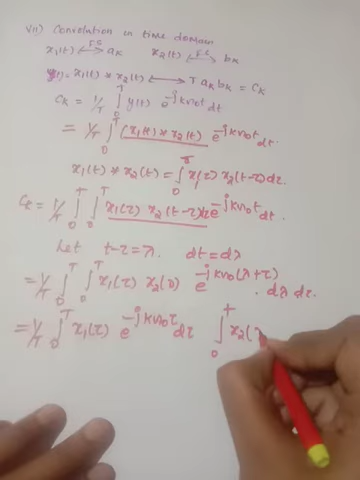 VII) Convolution in time domain
x₁(t) <—F.S—> aₖ x₂(t) <—F.S—> bₖ
y(t) = x₁(t) * x₂(t) <—> T aₖ bₖ = Cₖ
Cₖ = 1/T ∫₀ᵀ y(t) e^{-jKω₀t} dt
= 1/T ∫₀ᵀ (x₁(t) * x₂(t)) e^{-jKω₀t} dt.
x₁(t) * x₂(t) = ∫₀ᵀ x₁(τ) x₂(t-τ) dτ.
Cₖ = 1/T ∫₀ᵀ ∫₀ᵀ x₁(τ) x₂(t-τ) dτ e^{-jKω₀t} dt.
Let t-τ = λ. dt = dλ
= 1/T ∫₀ᵀ ∫₀ᵀ x₁(τ) x₂(λ) e^{-jKω₀(λ+τ)} . dλ dτ.
= 1/T ∫₀ᵀ x₁(τ) e^{-jKω₀τ} dτ ∫₀ᵀ x₂(